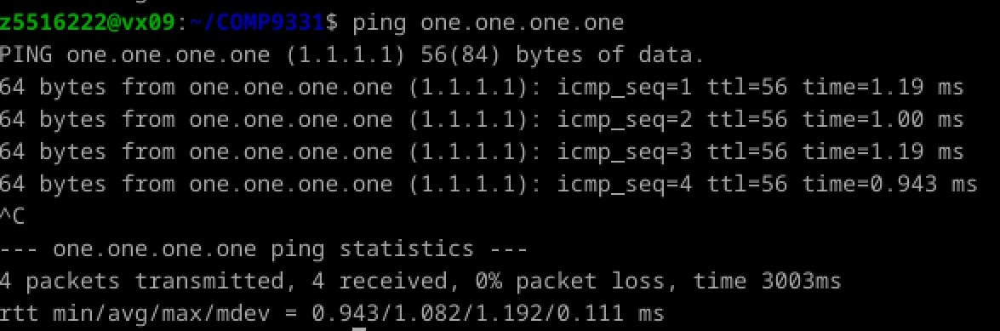 z5516222@vx09:~/COMP9331$ ping one.one.one.one
PING one.one.one.one (1.1.1.1) 56(84) bytes of data.
64 bytes from one.one.one.one (1.1.1.1): icmp_seq=1 ttl=56 time=1.19 ms
64 bytes from one.one.one.one (1.1.1.1): icmp_seq=2 ttl=56 time=1.00 ms
64 bytes from one.one.one.one (1.1.1.1): icmp_seq=3 ttl=56 time=1.19 ms
64 bytes from one.one.one.one (1.1.1.1): icmp_seq=4 ttl=56 time=0.943 ms
^C
--- one.one.one.one ping statistics ---
4 packets transmitted, 4 received, 0% packet loss, time 3003ms
rtt min/avg/max/mdev = 0.943/1.082/1.192/0.111 ms